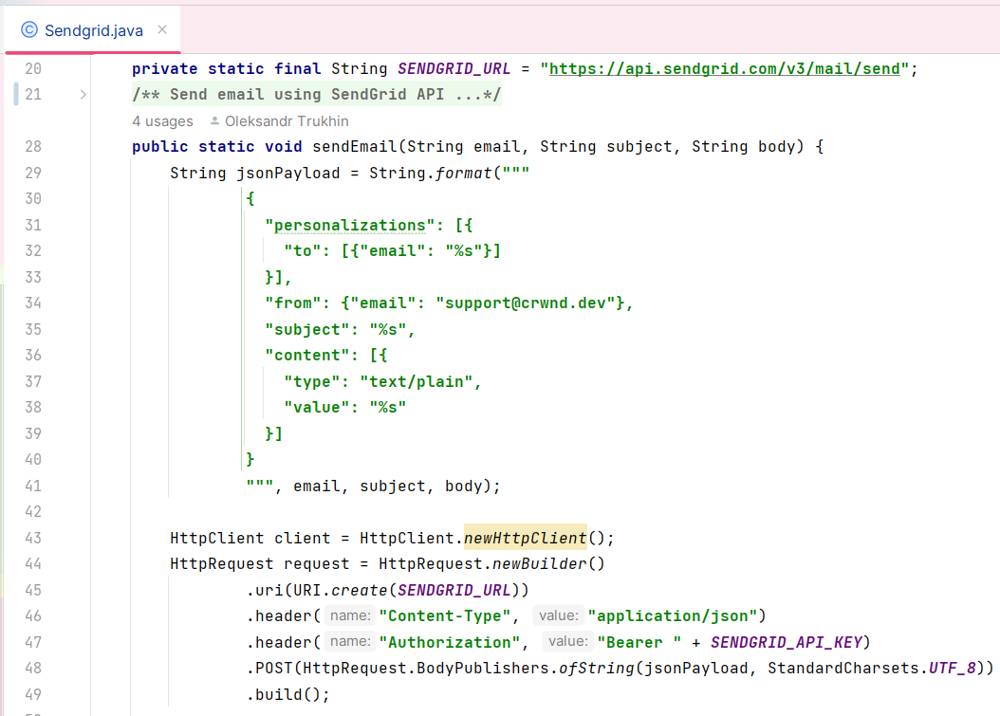 Sendgrid.java
20 private static final String SENDGRID_URL = "https://api.sendgrid.com/v3/mail/send";
21 /** Send email using SendGrid API ...*/
4 usages Oleksandr Trukhin
28 public static void sendEmail(String email, String subject, String body) {
29 String jsonPayload = String.format("""
30 {
31 "personalizations": [{
32 "to": [{"email": "%s"}]
33 }],
34 "from": {"email": "support@crwnd.dev"},
35 "subject": "%s",
36 "content": [{
37 "type": "text/plain",
38 "value": "%s"
39 }]
40 }
41 """, email, subject, body);
42
43 HttpClient client = HttpClient.newHttpClient();
44 HttpRequest request = HttpRequest.newBuilder()
45 .uri(URI.create(SENDGRID_URL))
46 .header( name: "Content-Type", value: "application/json")
47 .header( name: "Authorization", value: "Bearer " + SENDGRID_API_KEY)
48 .POST(HttpRequest.BodyPublishers.ofString(jsonPayload, StandardCharsets.UTF_8))
49 .build();